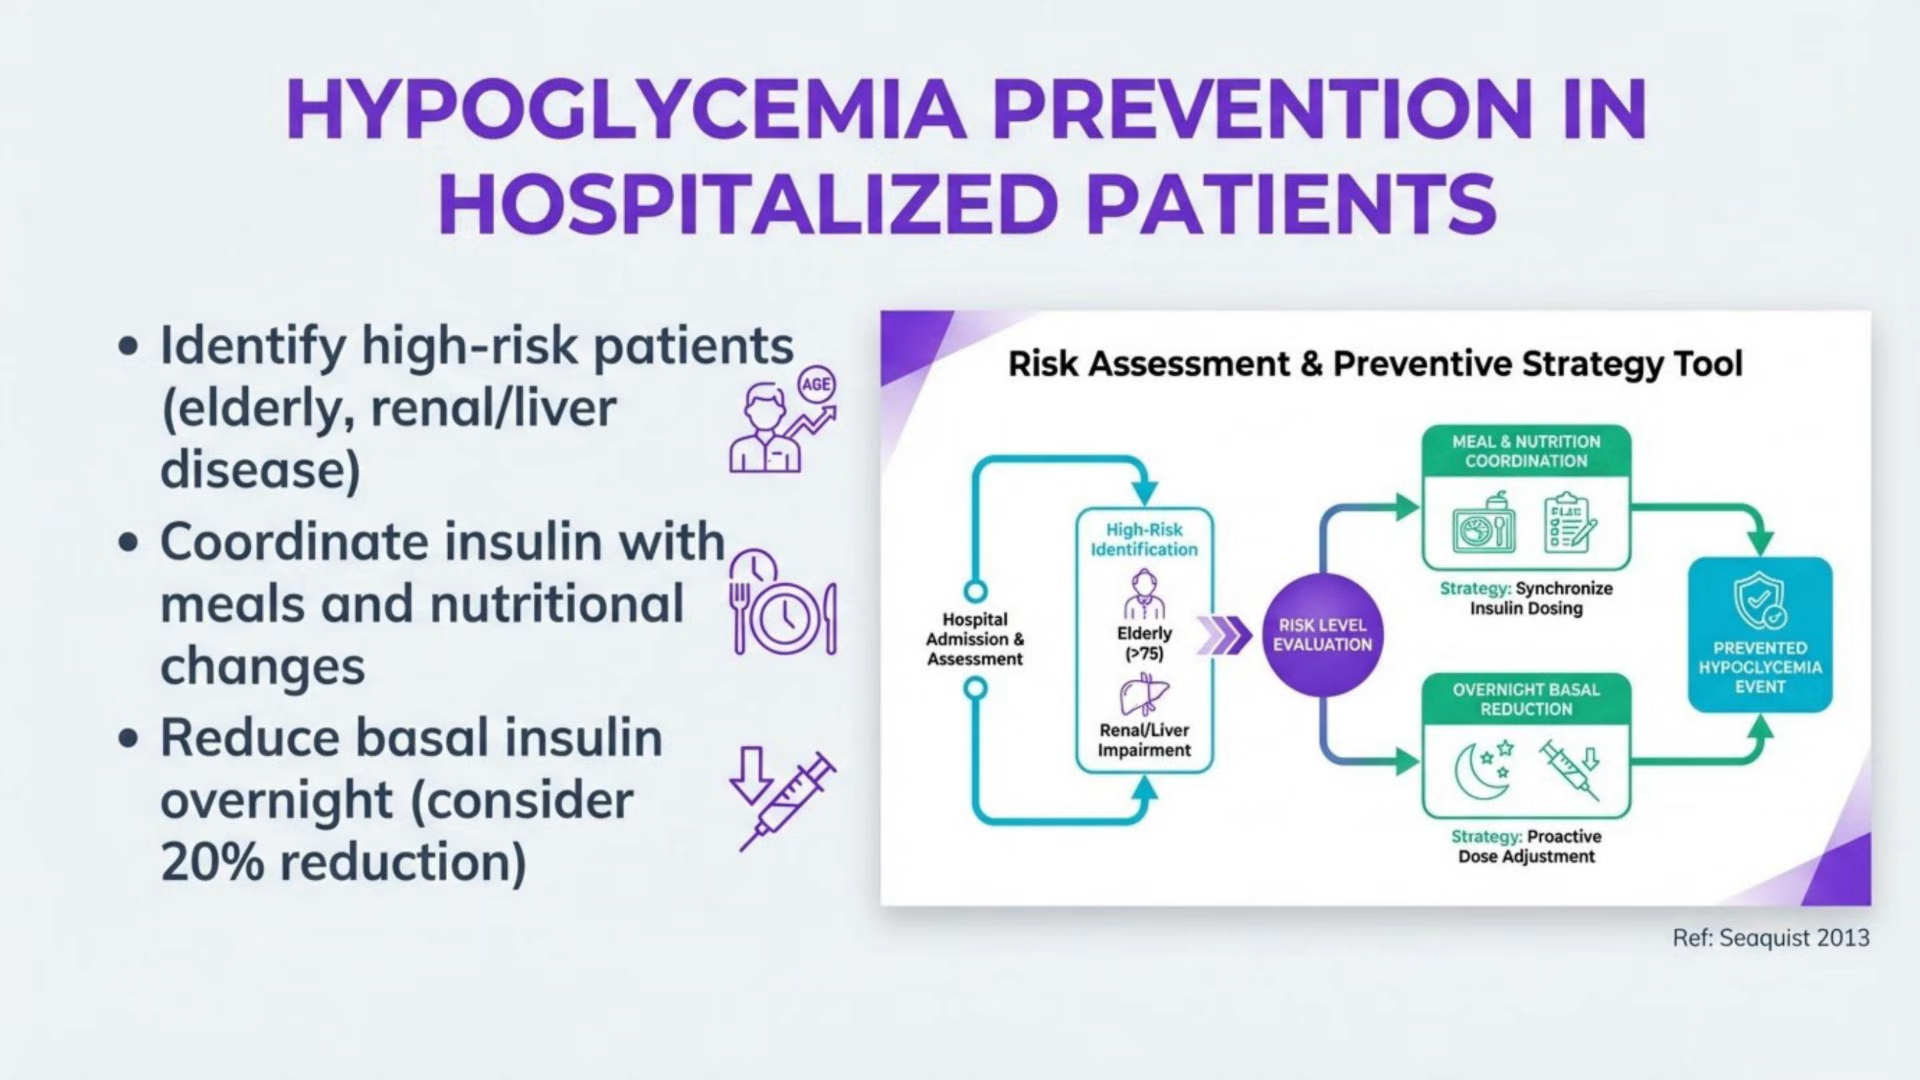 HYPOGLYCEMIA PREVENTION IN
HOSPITALIZED PATIENTS
• Identify high-risk patients
(elderly, renal/liver
disease)
AGE
• Coordinate insulin with
meals and nutritional
changes
• Reduce basal insulin
overnight (consider
20% reduction)
Risk Assessment & Preventive Strategy Tool
Hospital
Admission &
Assessment
High-Risk
Identification
Elderly
(>75)
Renal/Liver
Impairment
RISK LEVEL
EVALUATION
MEAL & NUTRITION
COORDINATION
Strategy: Synchronize
Insulin Dosing
OVERNIGHT BASAL
REDUCTION
Strategy: Proactive
Dose Adjustment
PREVENTED
HYPOGLYCEMIA
EVENT
Ref: Seaquist 2013